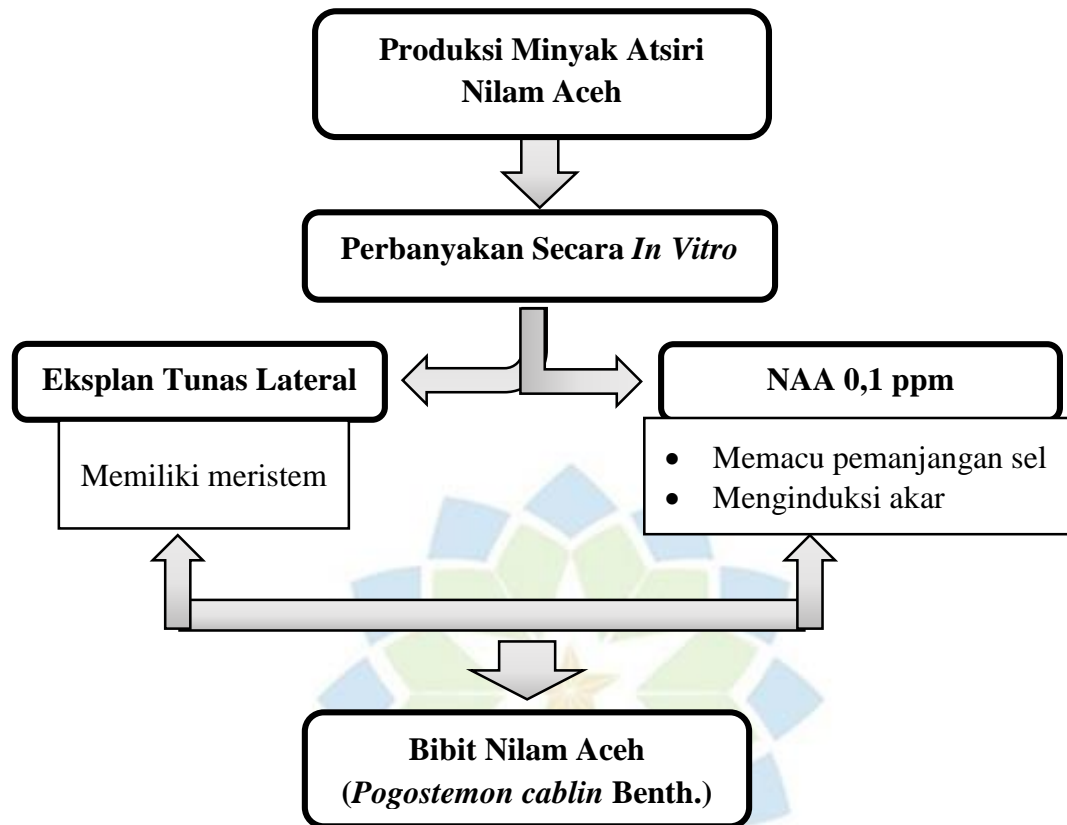 Produksi Minyak Atsiri
Nilam Aceh
Perbanyakan Secara In Vitro
Eksplan Tunas Lateral
Memiliki meristem
NAA 0,1 ppm
• Memacu pemanjangan sel
• Menginduksi akar
Bibit Nilam Aceh
(Pogostemon cablin Benth.)